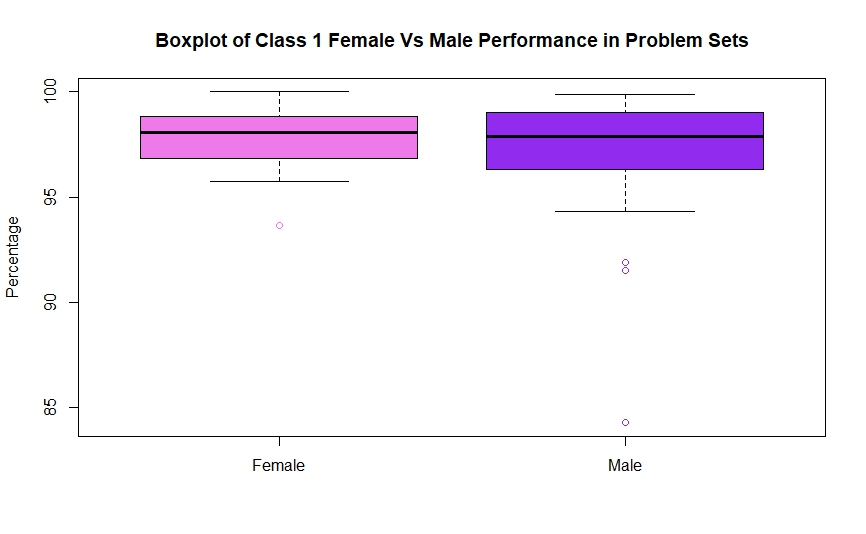 Boxplot of Class 1 Female Vs Male Performance in Problem Sets
Percentage
100
95
90
85
Female Male